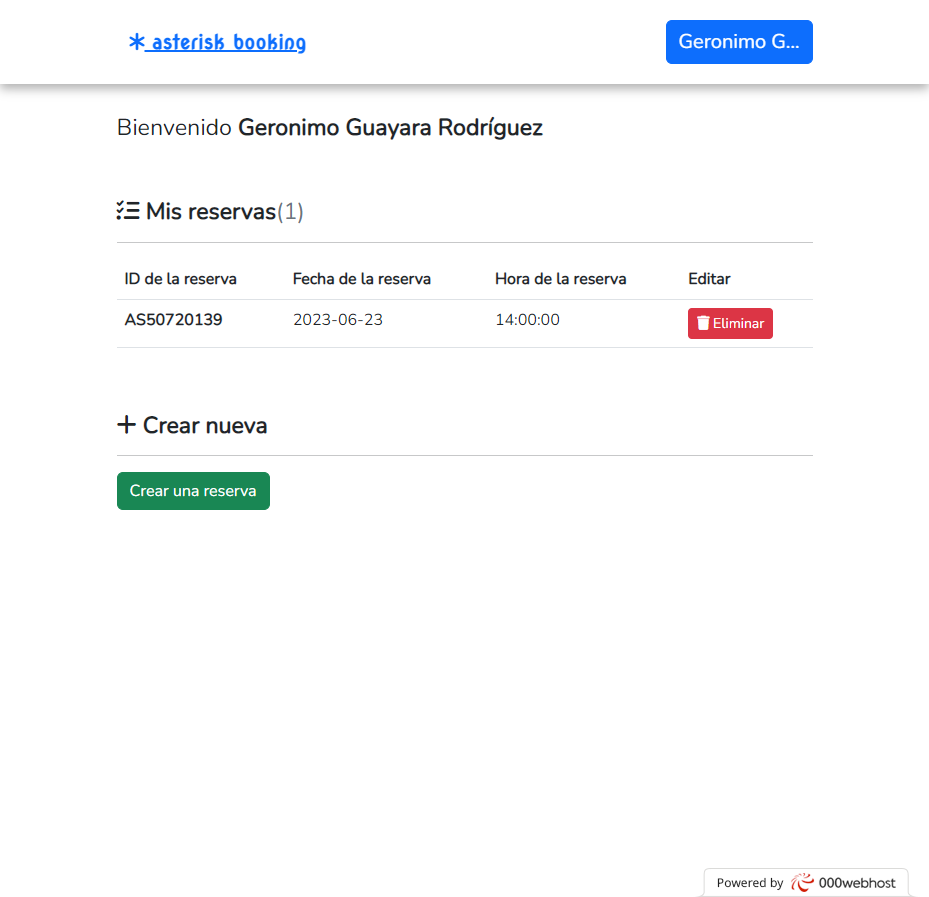 * asterisk booking
Geronimo G...
Bienvenido Geronimo Guayara Rodríguez
Mis reservas(1)
ID de la reserva Fecha de la reserva Hora de la reserva Editar
AS50720139 2023-06-23 14:00:00 Eliminar
+ Crear nueva
Crear una reserva
Powered by 000webhost